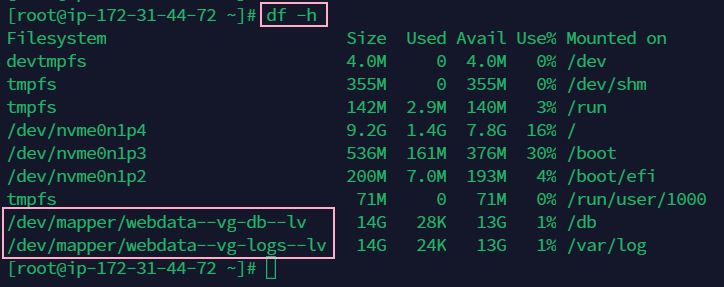 [root@ip-172-31-44-72 ~]# df -h
Filesystem Size Used Avail Use% Mounted on
devtmpfs 4.0M 0 4.0M 0% /dev
tmpfs 355M 0 355M 0% /dev/shm
tmpfs 142M 2.9M 140M 3% /run
/dev/nvme0n1p4 9.2G 1.4G 7.8G 16% /
/dev/nvme0n1p3 536M 161M 376M 30% /boot
/dev/nvme0n1p2 200M 7.0M 193M 4% /boot/efi
tmpfs 71M 0 71M 0% /run/user/1000
/dev/mapper/webdata--vg-db--lv 14G 28K 13G 1% /db
/dev/mapper/webdata--vg-logs--lv 14G 24K 13G 1% /var/log
[root@ip-172-31-44-72 ~]#